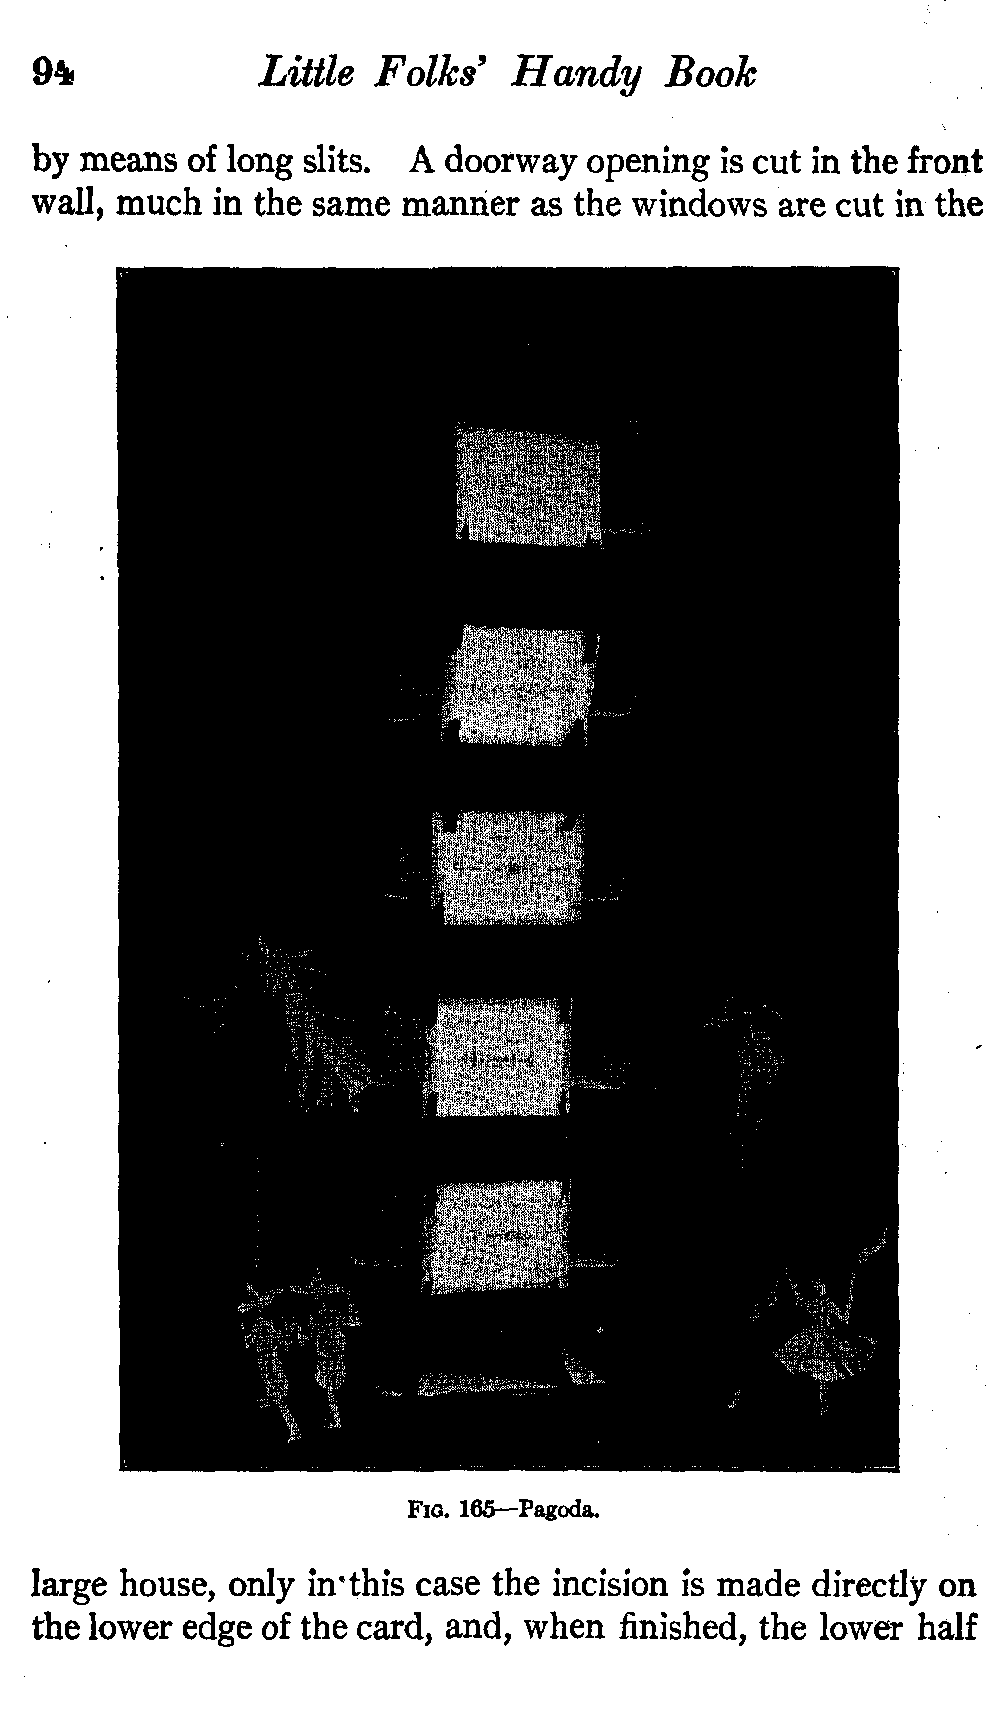 94 Little Folks' Handy Book
by means of long slits. A doorway opening is cut in the front
wall, much in the same manner as the windows are cut in the
FIG. 165—Pagoda.
large house, only in this case the incision is made directly on
the lower edge of the card, and, when finished, the lower half